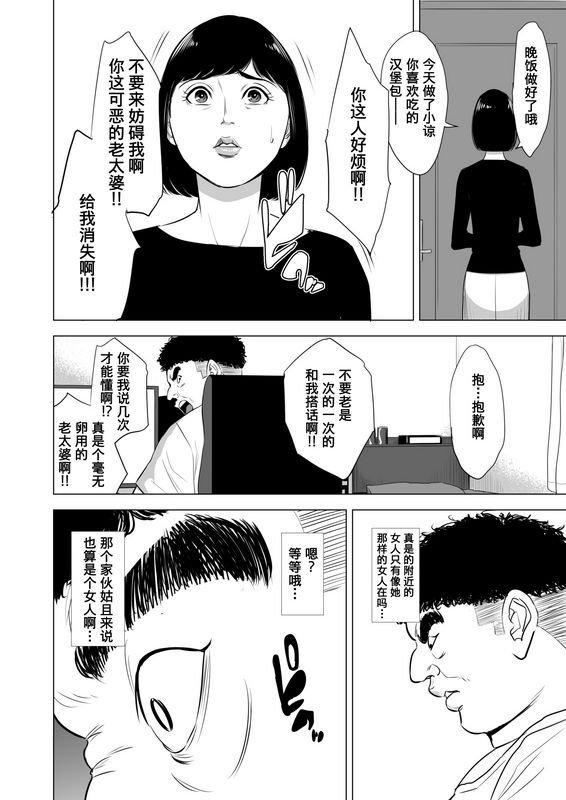 晚饭做好了哦
今天做了小谅
你喜欢吃的
汉堡包——
你这人好烦啊!!
不要来妨碍我啊
你这可恶的老太婆!!
给我消失啊!!!
抱…抱歉啊
不要老是
一次的一次的
和我搭话啊!!
你要我说几次
才能懂啊!?
真是个毫无
卵用的
老太婆啊!!
真是的附近的
女人只有像她
那样的女人在吗…
嗯？
等等哦…
那个家伙姑且来说
也算是个女人啊…